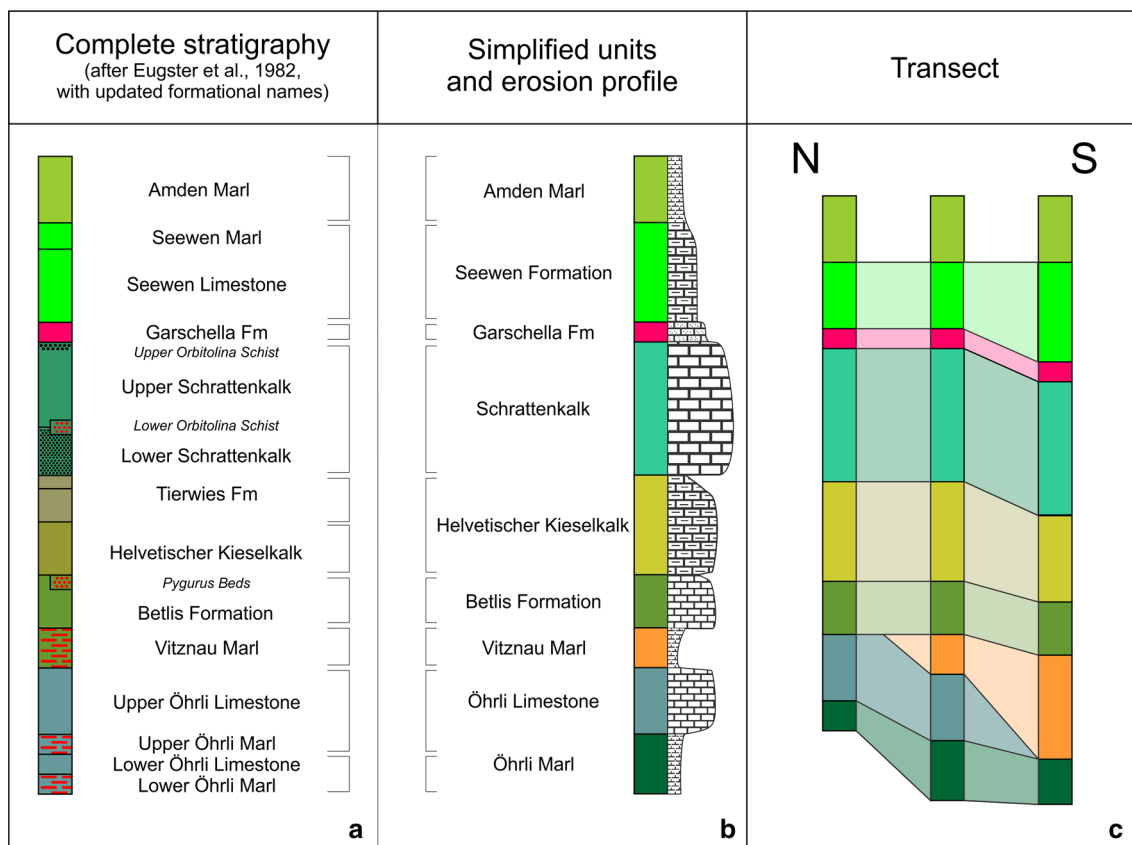 Complete stratigraphy
(after Eugster et al., 1982,
with updated formational names)
Simplified units
and erosion profile
Transect
Amden Marl
Seewen Marl
Seewen Limestone
Garschella Fm
Upper Orbitolina Schist
Upper Schrattenkalk
Lower Orbitolina Schist
Lower Schrattenkalk
Tierwies Fm
Helvetischer Kieselkalk
Pygurus Beds
Betlis Formation
Vitznau Marl
Upper Öhrli Limestone
Upper Öhrli Marl
Lower Öhrli Limestone
Lower Öhrli Marl
a
Amden Marl
Seewen Formation
Garschella Fm
Schrattenkalk
Helvetischer Kieselkalk
Betlis Formation
Vitznau Marl
Öhrli Limestone
Öhrli Marl
b
N
S
c